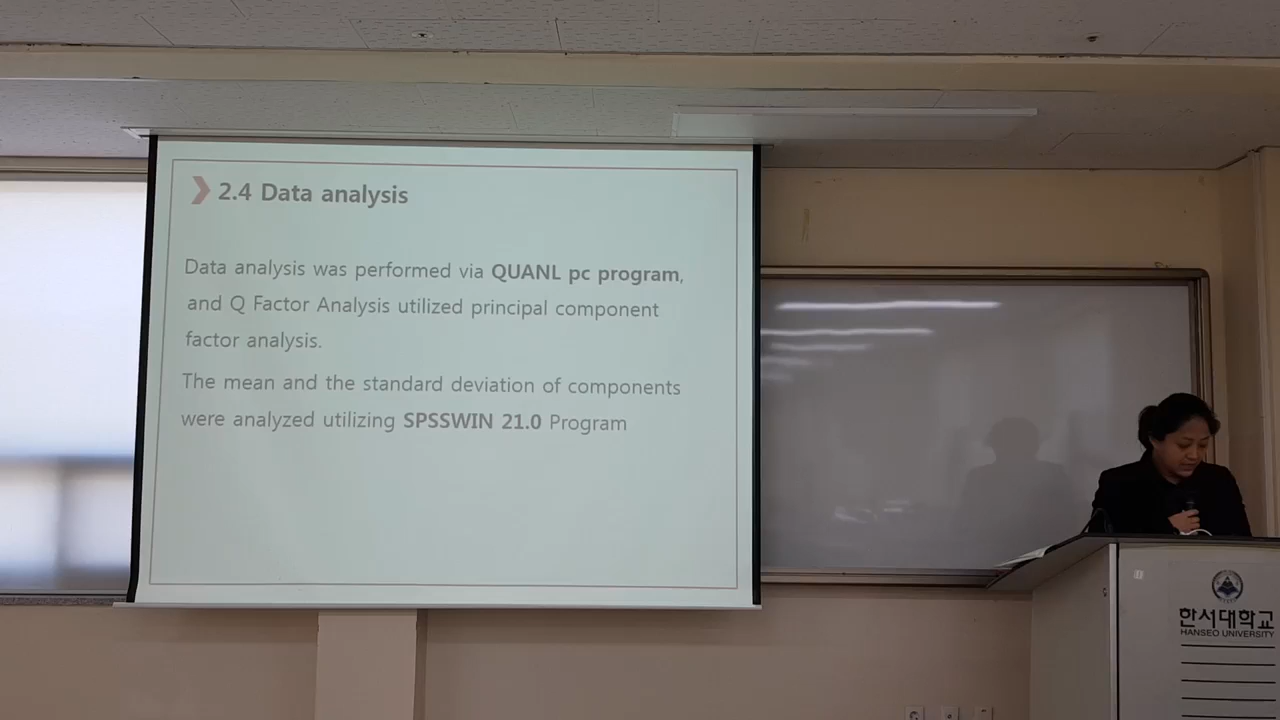 2.4 Data analysis
Data analysis was performed via QUANL pc program,
and Q Factor Analysis utilized principal component
factor analysis.
The mean and the standard deviation of components
were analyzed utilizing SPSSWIN 21.0 Program
한서대학교
HANSEO UNIVERSITY